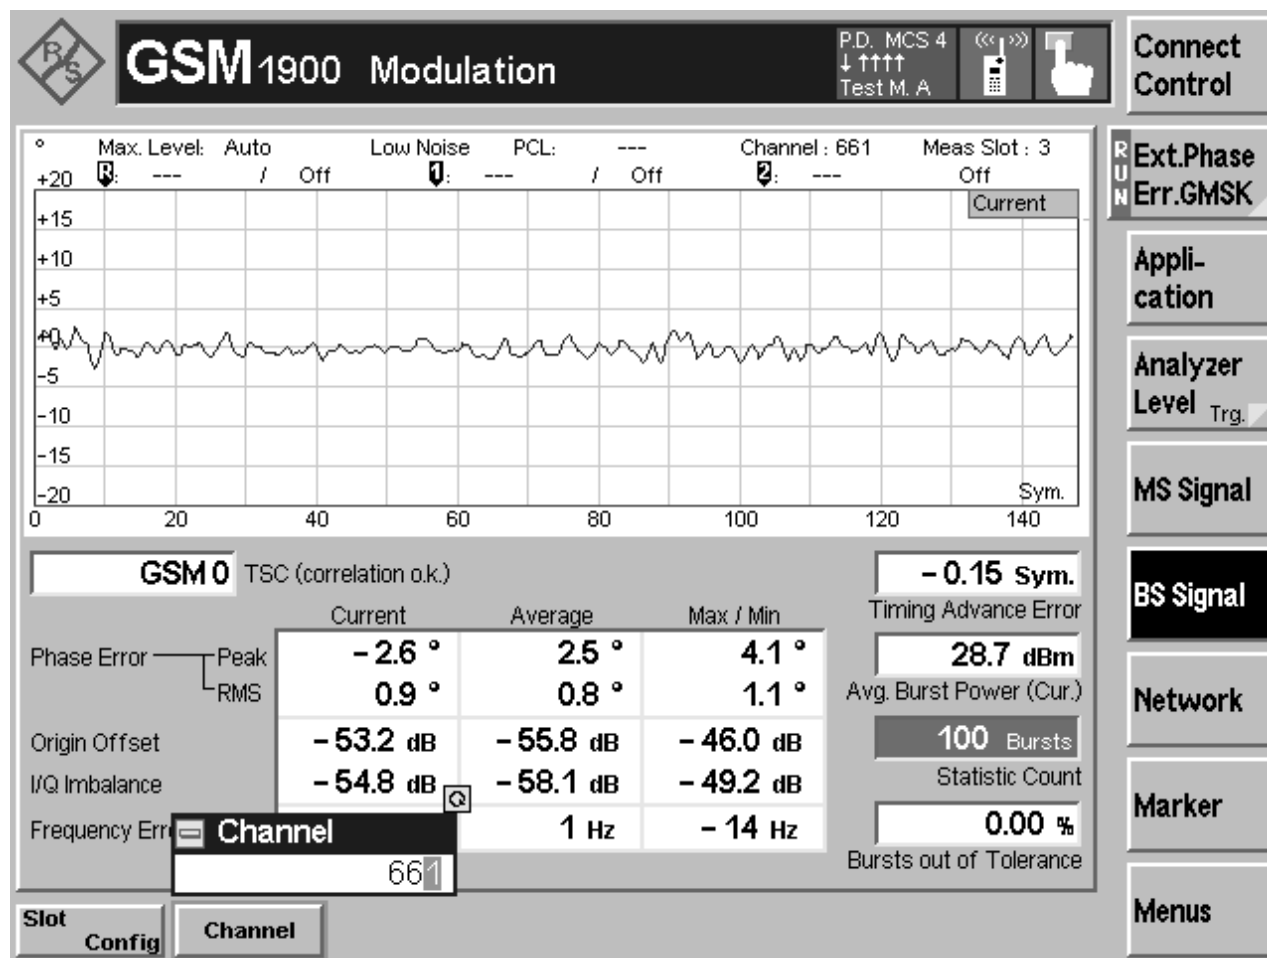 R&S
GSM 1900 Modulation
P.D. MCS 4
↓ ↑↑↑↑
Test M. A
Connect
Control
° Max. Level: Auto Low Noise PCL: --- Channel : 661 Meas Slot : 3
R: --- / Off 1: --- / Off 2: --- Off
Current
+20
+15
+10
+5
+0
-5
-10
-15
-20
Sym.
0 20 40 60 80 100 120 140
RUN
Ext.Phase
Err.GMSK
Appli-
cation
Analyzer
Level Trg.
MS Signal
BS Signal
Network
Marker
Menus
GSM 0 TSC (correlation o.k.)
– 0.15 Sym.
Timing Advance Error
Current Average Max / Min
Phase Error Peak – 2.6 ° 2.5 ° 4.1 °
RMS 0.9 ° 0.8 ° 1.1 °
28.7 dBm
Avg. Burst Power (Cur.)
Origin Offset – 53.2 dB – 55.8 dB – 46.0 dB
100 Bursts
Statistic Count
I/Q Imbalance – 54.8 dB – 58.1 dB – 49.2 dB
Frequency Err 1 Hz – 14 Hz
0.00 %
Bursts out of Tolerance
Channel
661
Slot
Config
Channel